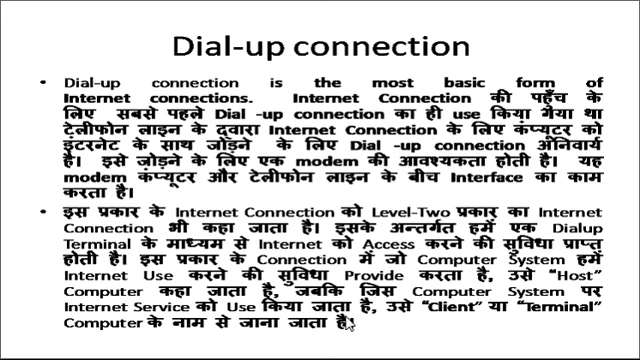 Dial-up connection
• Dial-up connection is the most basic form of
Internet connections. Internet Connection की पहुँच के
लिए सबसे पहले Dial -up connection का ही use किया गया था
टेलीफोन लाइन के द्वारा Internet Connection के लिए कंप्यूटर को
इंटरनेट के साथ जोड़ने के लिए Dial -up connection अनिवार्य
है। इसे जोड़ने के लिए एक modem की आवश्यकता होती है। यह
modem कंप्यूटर और टेलीफोन लाइन के बीच Interface का काम
करता है।
• इस प्रकार के Internet Connection को Level-Two प्रकार का Internet
Connection भी कहा जाता है। इसके अन्तर्गत हमें एक Dialup
Terminal के माध्यम से Internet को Access करने की सुविधा प्राप्त
होती है। इस प्रकार के Connection में जो Computer System हमें
Internet Use करने की सुविधा Provide करता है, उसे “Host”
Computer कहा जाता है, जबकि जिस Computer System पर
Internet Service को Use किया जाता है, उसे “Client” या “Terminal”
Computer के नाम से जाना जाता है।